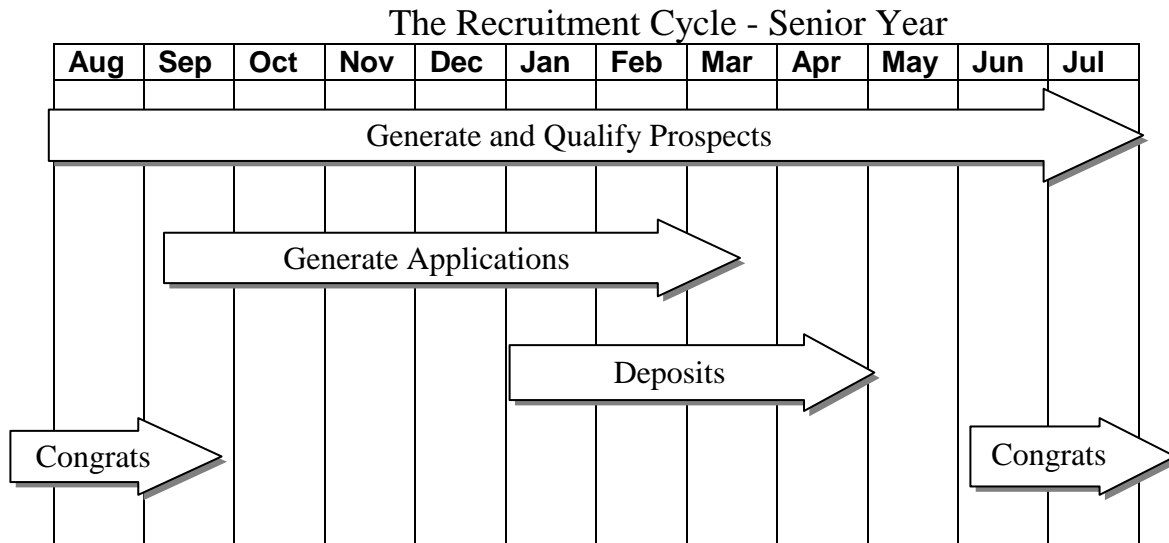 The Recruitment Cycle - Senior Year
Aug Sep Oct Nov Dec Jan Feb Mar Apr May Jun Jul
Generate and Qualify Prospects
Generate Applications
Deposits
Congrats Congrats